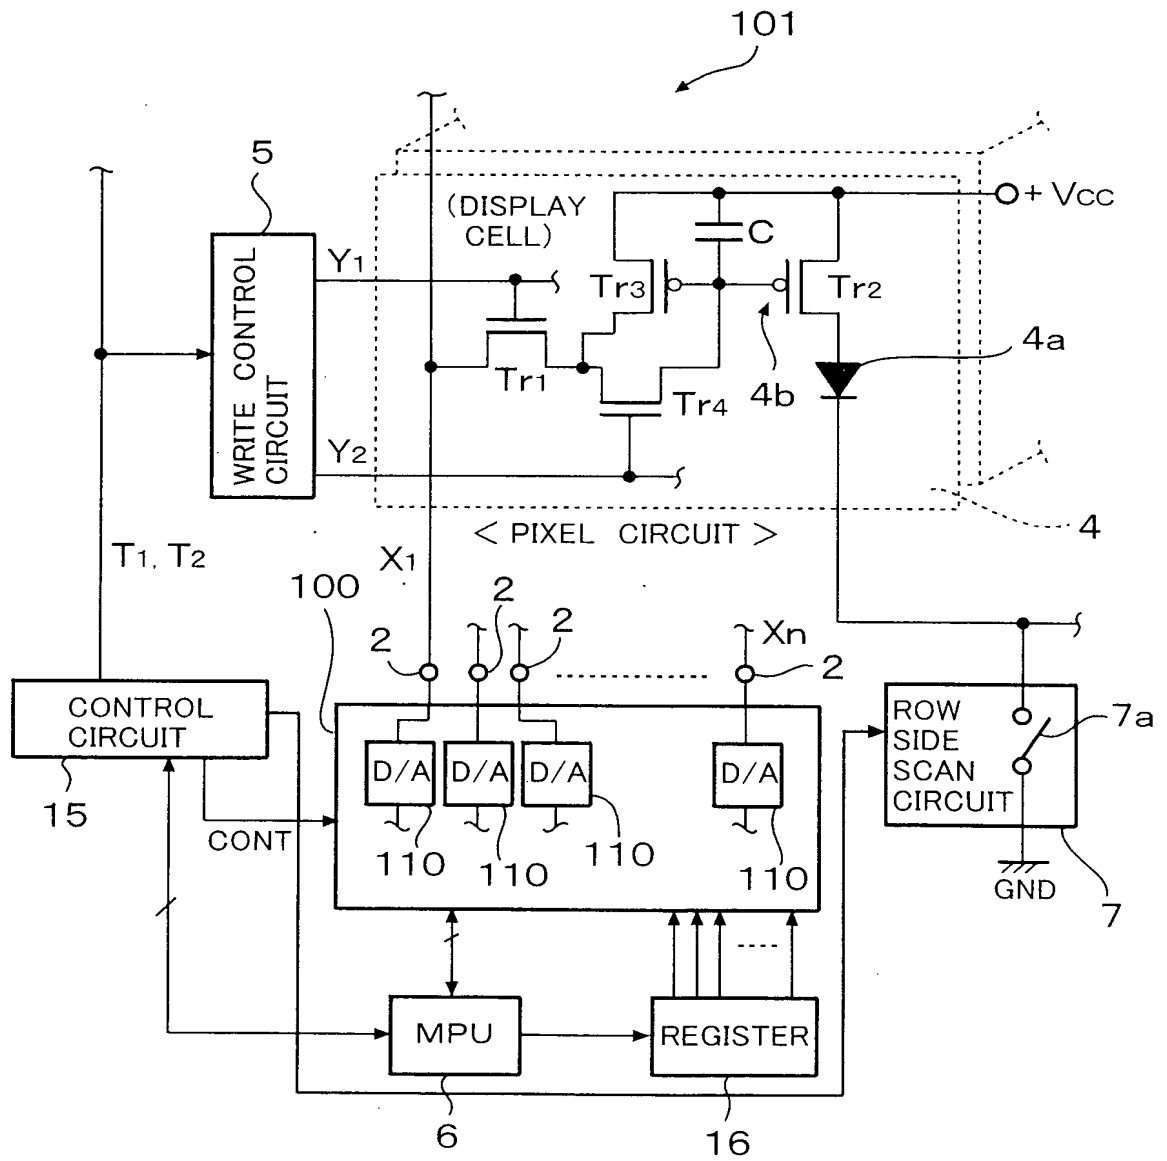 101
5
(DISPLAY
CELL)
+ VCC
C
Y1
Tr3
Tr2
WRITE CONTROL
CIRCUIT
4a
Tr1
4b
Tr4
Y2
4
< PIXEL CIRCUIT >
T1, T2
X1
100
2
2
2
Xn
2
CONTROL
CIRCUIT
ROW
SIDE
SCAN
CIRCUIT
7a
D/A
D/A
D/A
D/A
15
CONT
110
110
110
110
GND
7
MPU
REGISTER
6
16